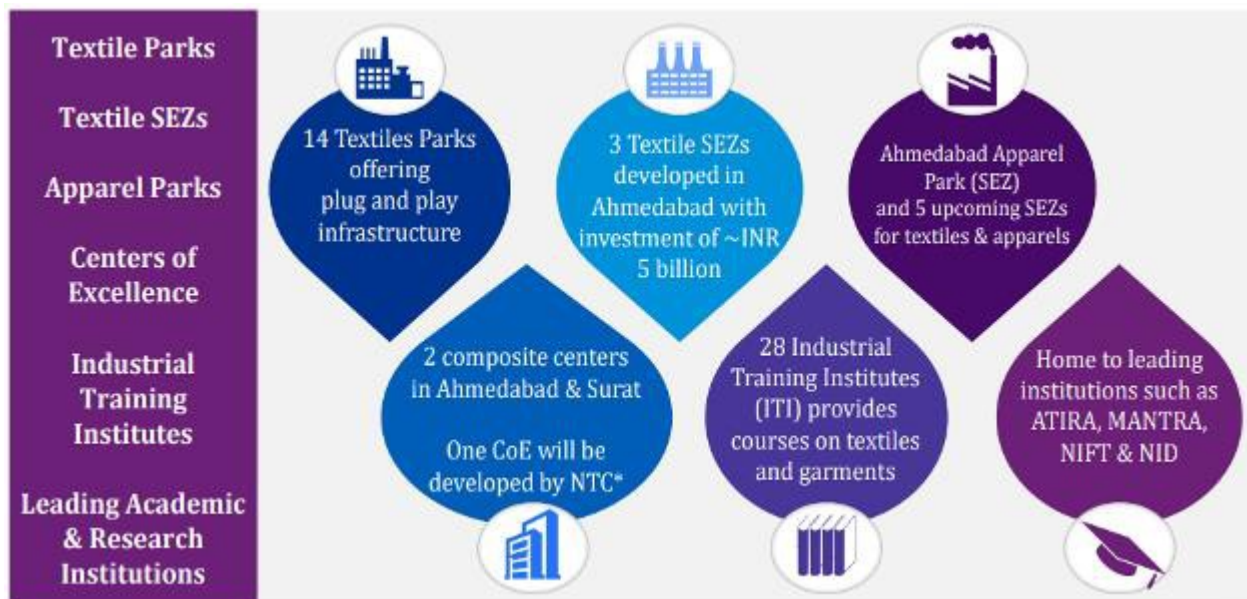 Textile Parks
Textile SEZs
Apparel Parks
Centers of
Excellence
Industrial
Training
Institutes
Leading Academic
& Research
Institutions
14 Textiles Parks
offering
plug and play
infrastructure
3 Textile SEZs
developed in
Ahmedabad with
investment of ~INR
5 billion
Ahmedabad Apparel
Park (SEZ)
and 5 upcoming SEZs
for textiles & apparels
2 composite centers
in Ahmedabad & Surat
One CoE will be
developed by NTC*
28 Industrial
Training Institutes
(ITI) provides
courses on textiles
and garments
Home to leading
institutions such as
ATIRA, MANTRA,
NIFT & NID